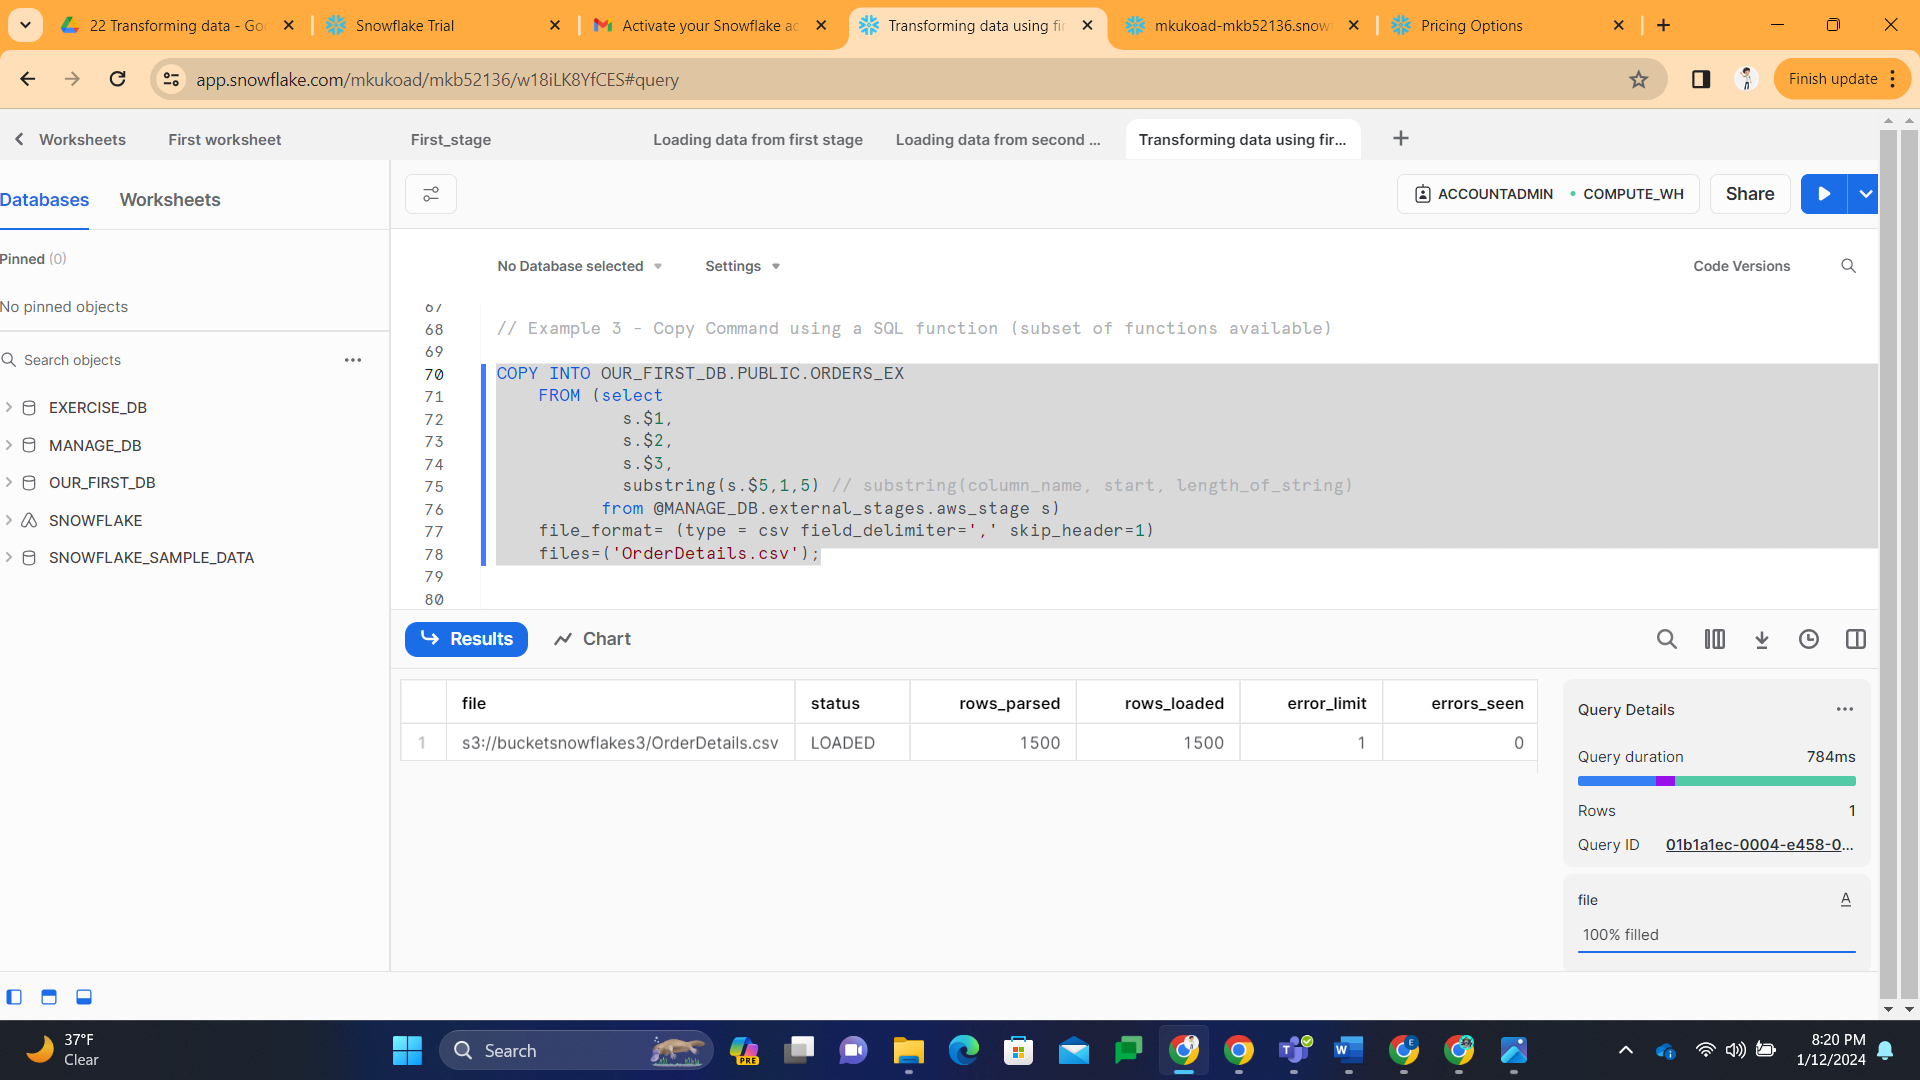 22 Transforming data - Go
Snowflake Trial
Activate your Snowflake ac
Transforming data using fir
mkukoad-mkb52136.snow
Pricing Options
app.snowflake.com/mkukoad/mkb52136/w18iLK8YfCES#query
Finish update
Worksheets
First worksheet
First_stage
Loading data from first stage
Loading data from second ...
Transforming data using fir...
Databases
Worksheets
ACCOUNTADMIN
COMPUTE_WH
Share
Pinned (0)
No pinned objects
Search objects
EXERCISE_DB
MANAGE_DB
OUR_FIRST_DB
SNOWFLAKE
SNOWFLAKE_SAMPLE_DATA
No Database selected
Settings
Code Versions
67
68 // Example 3 - Copy Command using a SQL function (subset of functions available)
69
70 COPY INTO OUR_FIRST_DB.PUBLIC.ORDERS_EX
71 FROM (select
72 s.$1,
73 s.$2,
74 s.$3,
75 substring(s.$5,1,5) // substring(column_name, start, length_of_string)
76 from @MANAGE_DB.external_stages.aws_stage s)
77 file_format= (type = csv field_delimiter=',' skip_header=1)
78 files=('OrderDetails.csv');
79
80
Results
Chart
file status rows_parsed rows_loaded error_limit errors_seen
1 s3://bucketsnowflakes3/OrderDetails.csv LOADED 1500 1500 1 0
Query Details
Query duration 784ms
Rows 1
Query ID 01b1a1ec-0004-e458-0...
file A
100% filled
37°F
Clear
Search
PRE
8:20 PM
1/12/2024